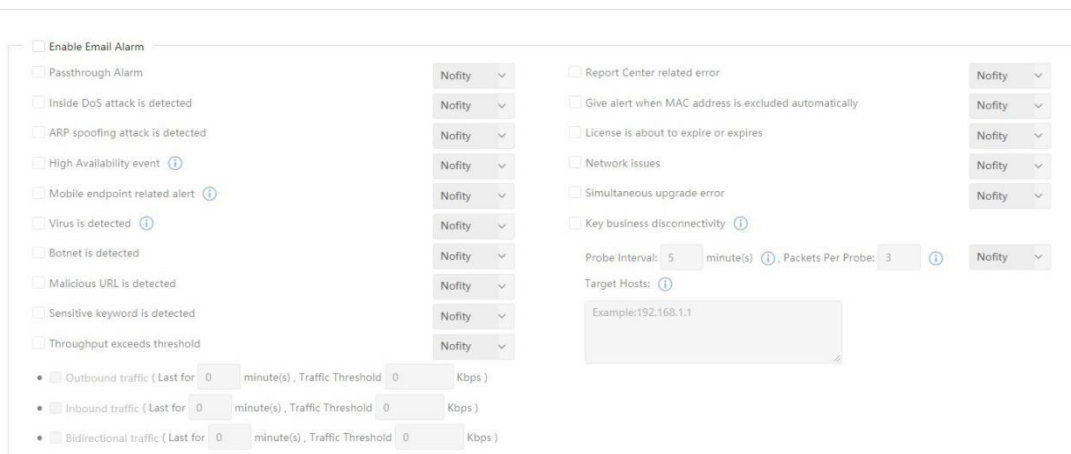 Enable Email Alarm
Passthrough Alarm Nofity
Inside DoS attack is detected Nofity
ARP spoofing attack is detected Nofity
High Availability event Nofity
Mobile endpoint related alert Nofity
Virus is detected Nofity
Botnet is detected Nofity
Malicious URL is detected Nofity
Sensitive keyword is detected Nofity
Throughput exceeds threshold Nofity
Outbound traffic ( Last for 0 minute(s) , Traffic Threshold 0 Kbps )
Inbound traffic ( Last for 0 minute(s) , Traffic Threshold 0 Kbps )
Bidirectional traffic ( Last for 0 minute(s) , Traffic Threshold 0 Kbps )
Report Center related error Nofity
Give alert when MAC address is excluded automatically Nofity
License is about to expire or expires Nofity
Network issues Nofity
Simultaneous upgrade error Nofity
Key business disconnectivity
Probe Interval: 5 minute(s) , Packets Per Probe: 3 Nofity
Target Hosts:
Example:192.168.1.1